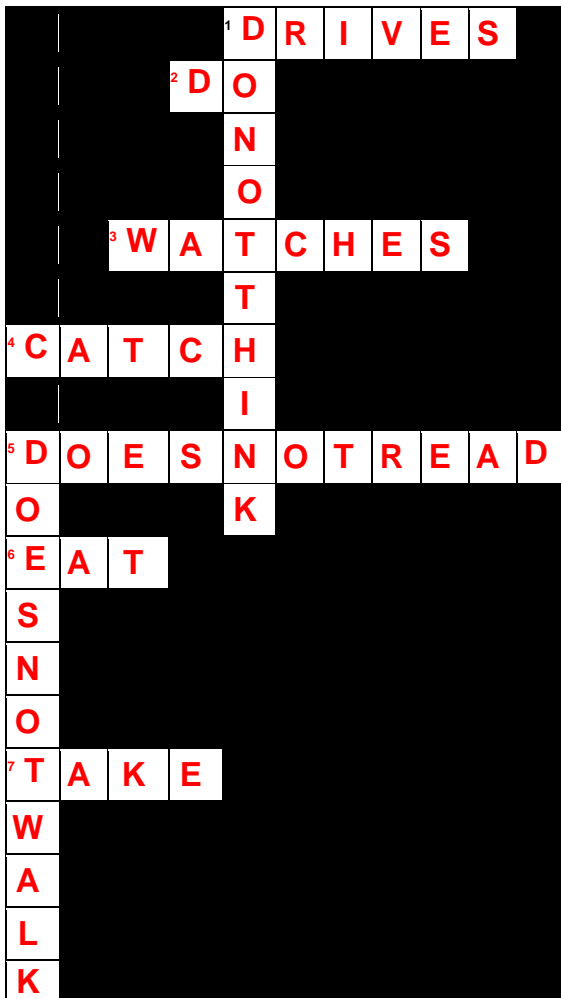 1 D R I V E S
2 D O
N
O
3 W A T C H E S
T
4 C A T C H
I
5 D O E S N O T R E A D
O K
6 E A T
S
N
O
7 T A K E
W
A
L
K